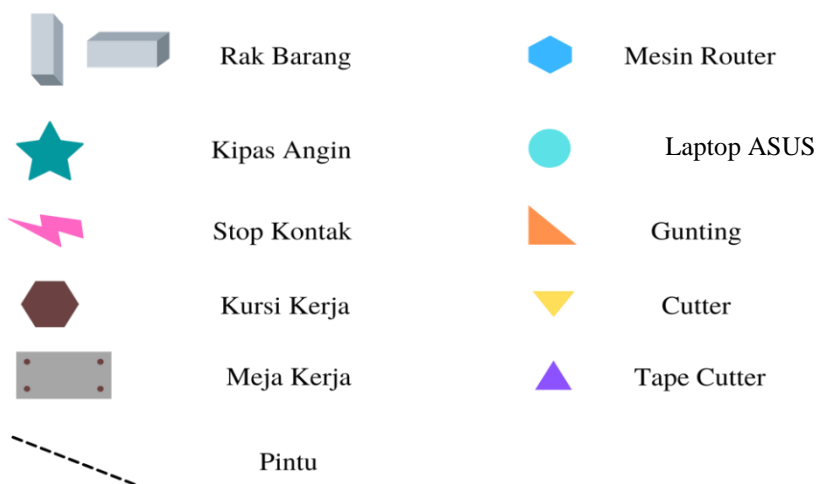 Rak Barang
Mesin Router
Kipas Angin
Laptop ASUS
Stop Kontak
Gunting
Kursi Kerja
Cutter
Meja Kerja
Tape Cutter
Pintu